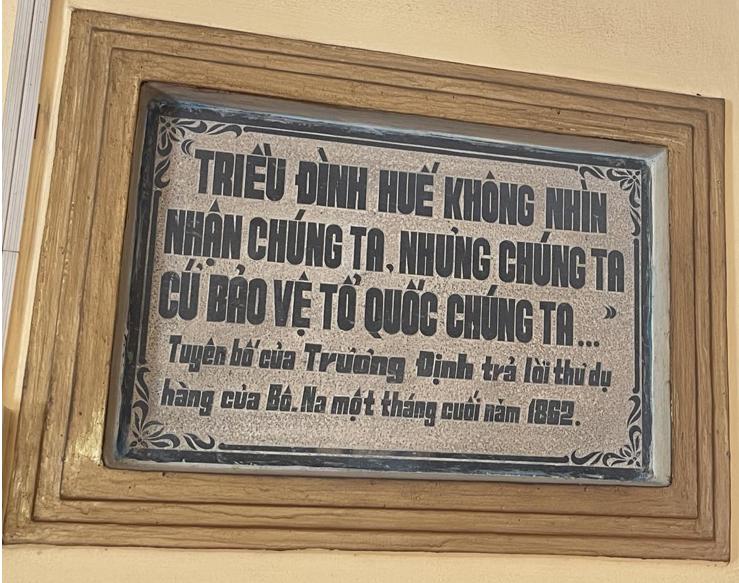 “TRIỀU ĐÌNH HUẾ KHÔNG NHÌN
NHẬN CHÚNG TA, NHƯNG CHÚNG TA
CỨ BẢO VỆ TỔ QUỐC CHÚNG TA...”
Tuyên bố của Trương Định trả lời thư dụ
hàng của Bô. Na một tháng cuối năm 1862.